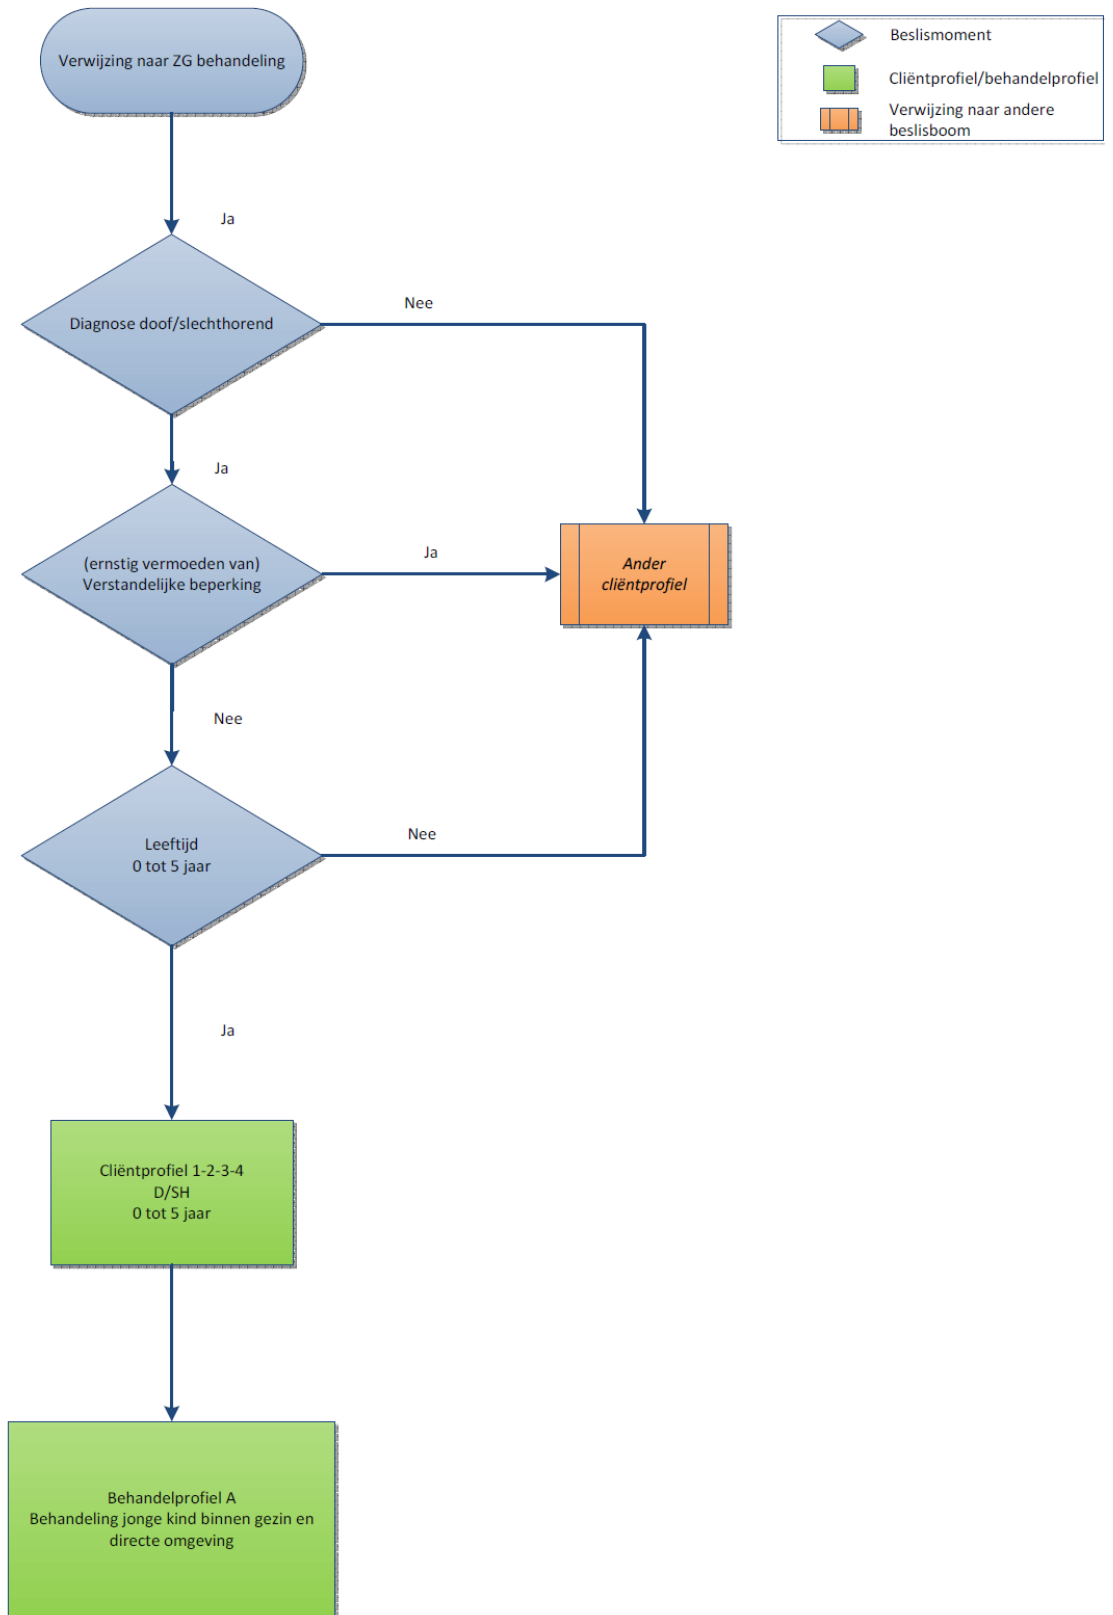 Verwijzing naar ZG behandeling
Beslismoment
Cliëntprofiel/behandelprofiel
Verwijzing naar andere
beslisboom
Ja
Diagnose doof/slechthorend
Nee
Ja
(ernstig vermoeden van)
Verstandelijke beperking
Ja
Ander
cliëntprofiel
Nee
Leeftijd
0 tot 5 jaar
Nee
Ja
Cliëntprofiel 1-2-3-4
D/SH
0 tot 5 jaar
Behandelprofiel A
Behandeling jonge kind binnen gezin en
directe omgeving